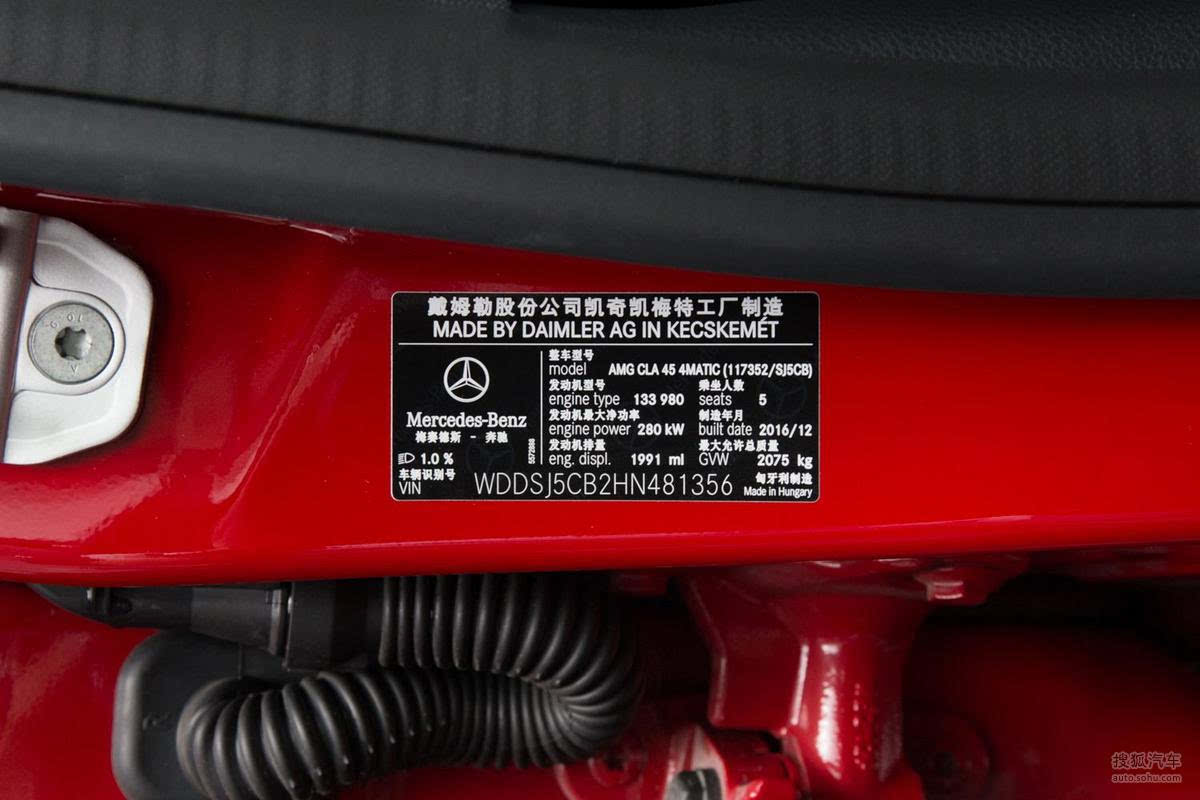 戴姆勒股份公司凯奇凯梅特工厂制造
MADE BY DAIMLER AG IN KECSKEMÉT
整车型号
model AMG CLA 45 4MATIC (117352/SJ5CB)
发动机型号 乘坐人数
engine type 133 980 seats 5
发动机最大净功率 制造年月
engine power 280 kW built date 2016/12
发动机排量 最大允许总质量
eng. displ. 1991 ml GVW 2075 kg
Mercedes-Benz
梅赛德斯 - 奔驰
1.0 %
车辆识别号
VIN WDDSJ5CB2HN481356
匈牙利制造
Made in Hungary
搜狐汽车
auto.sohu.com